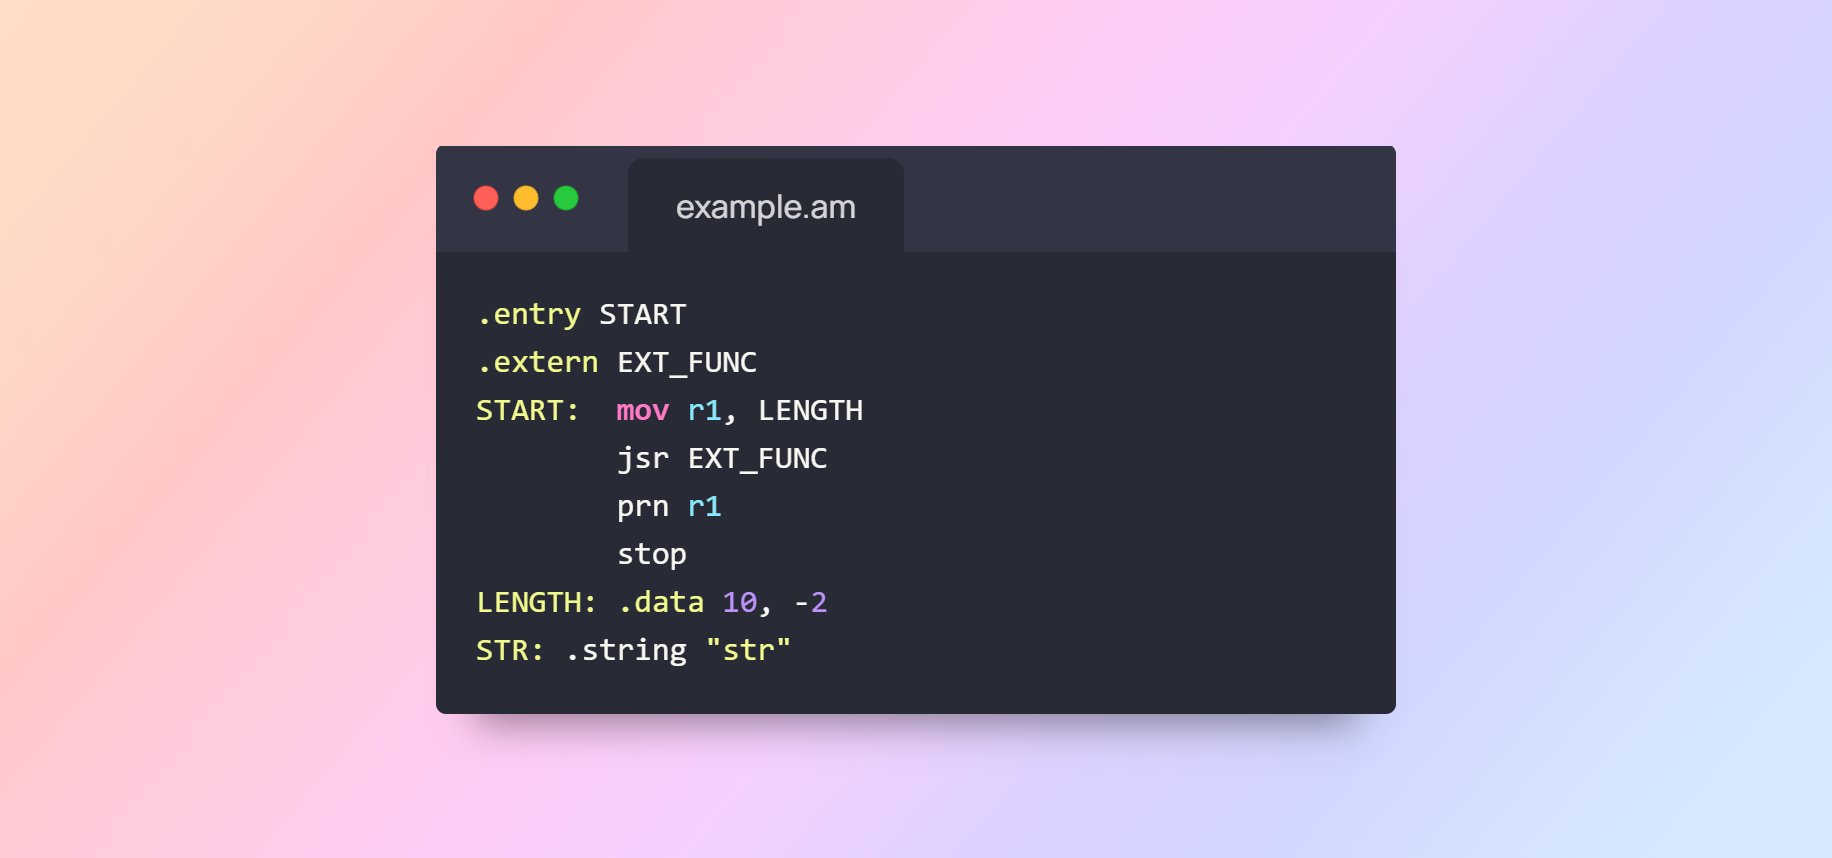 example.am
.entry START
.extern EXT_FUNC
START:  mov r1, LENGTH
        jsr EXT_FUNC
        prn r1
        stop
LENGTH: .data 10, -2
STR: .string "str"